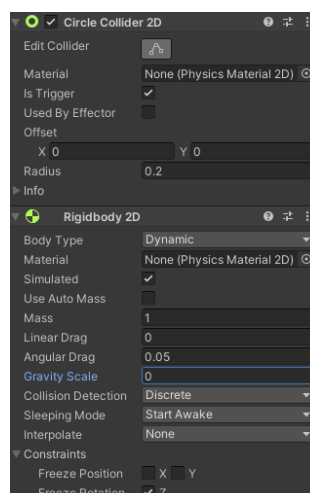 Circle Collider 2D
Edit Collider
Material None (Physics Material 2D)
Is Trigger
Used By Effector
Offset
X 0 Y 0
Radius 0.2
Info
Rigidbody 2D
Body Type Dynamic
Material None (Physics Material 2D)
Simulated
Use Auto Mass
Mass 1
Linear Drag 0
Angular Drag 0.05
Gravity Scale 0
Collision Detection Discrete
Sleeping Mode Start Awake
Interpolate None
Constraints
Freeze Position X Y
Freeze Rotation Z